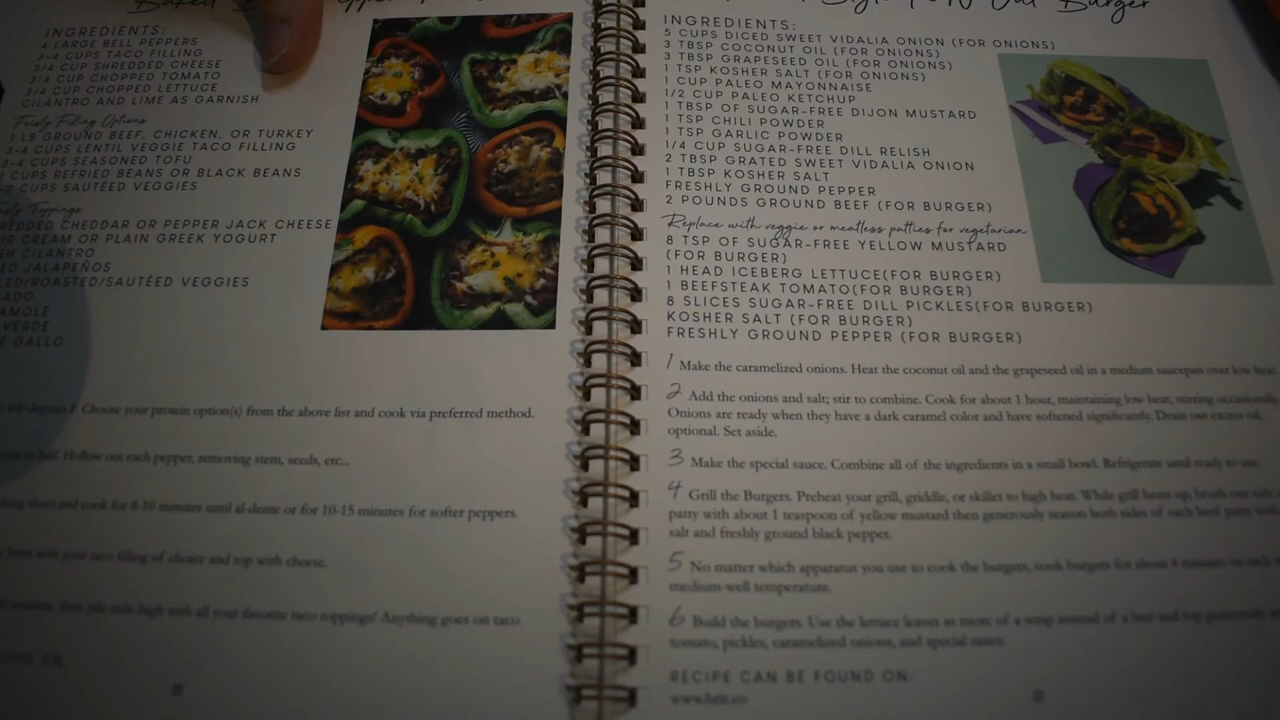 Baked
INGREDIENTS:
4 LARGE BELL PEPPERS
3-4 CUPS TACO FILLING
3/4 CUP SHREDDED CHEESE
3/4 CUP CHOPPED TOMATO
3/4 CUP CHOPPED LETTUCE
CILANTRO AND LIME AS GARNISH
Tasty Filling Options
1 LB GROUND BEEF, CHICKEN, OR TURKEY
3-4 CUPS LENTIL VEGGIE TACO FILLING
3-4 CUPS SEASONED TOFU
2 CUPS REFRIED BEANS OR BLACK BEANS
2 CUPS SAUTÉED VEGGIES
Toppings
CHEDDAR OR PEPPER JACK CHEESE
CREAM OR PLAIN GREEK YOGURT
CILANTRO
JALAPEÑOS
/ROASTED/SAUTÉED VEGGIES
VERDE
GALLO
400 degrees F. Choose your protein option(s) from the above list and cook via preferred method.
in half. Hollow out each pepper, removing stem, seeds, etc...
sheet and cook for 8-10 minutes until al-dente or for 10-15 minutes for softer peppers.
with your taco filling of choice and top with cheese.
minutes, then pile with all your favorite taco toppings! Anything goes on taco
Style Burger
INGREDIENTS:
5 CUPS DICED SWEET VIDALIA ONION (FOR ONIONS)
3 TBSP COCONUT OIL (FOR ONIONS)
3 TBSP GRAPESEED OIL (FOR ONIONS)
1 TSP KOSHER SALT (FOR ONIONS)
1 CUP PALEO MAYONNAISE
1/2 CUP PALEO KETCHUP
1 TBSP OF SUGAR-FREE DIJON MUSTARD
1 TSP CHILI POWDER
1 TSP GARLIC POWDER
1/4 CUP SUGAR-FREE DILL RELISH
2 TBSP GRATED SWEET VIDALIA ONION
1 TBSP KOSHER SALT
FRESHLY GROUND PEPPER
2 POUNDS GROUND BEEF (FOR BURGER)
Replace with veggie or meatless patties for vegetarian
8 TSP OF SUGAR-FREE YELLOW MUSTARD
(FOR BURGER)
1 HEAD ICEBERG LETTUCE(FOR BURGER)
1 BEEFSTEAK TOMATO(FOR BURGER)
8 SLICES SUGAR-FREE DILL PICKLES(FOR BURGER)
KOSHER SALT (FOR BURGER)
FRESHLY GROUND PEPPER (FOR BURGER)
1 Make the caramelized onions. Heat the coconut oil and the grapeseed oil in a medium saucepan over low heat.
2 Add the onions and salt; stir to combine. Cook for about 1 hour, maintaining low heat, stirring occasionally.
Onions are ready when they have a dark caramel color and have softened significantly. Drain out excess oil,
optional. Set aside.
3 Make the special sauce. Combine all of the ingredients in a small bowl. Refrigerate until ready to use.
4 Grill the Burgers. Preheat your grill, griddle, or skillet to high heat. While grill heats up, brush one side
patty with about 1 teaspoon of yellow mustard then generously season both sides of each beef patty with
salt and freshly ground black pepper.
5 No matter which apparatus you use to cook the burgers, cook burgers for about 4 minutes on each
medium-well temperature.
6 Build the burgers. Use the lettuce leaves as more of a wrap instead of a bun and top generously
tomato, pickles, caramelized onions, and special sauce.
RECIPE CAN BE FOUND ON: